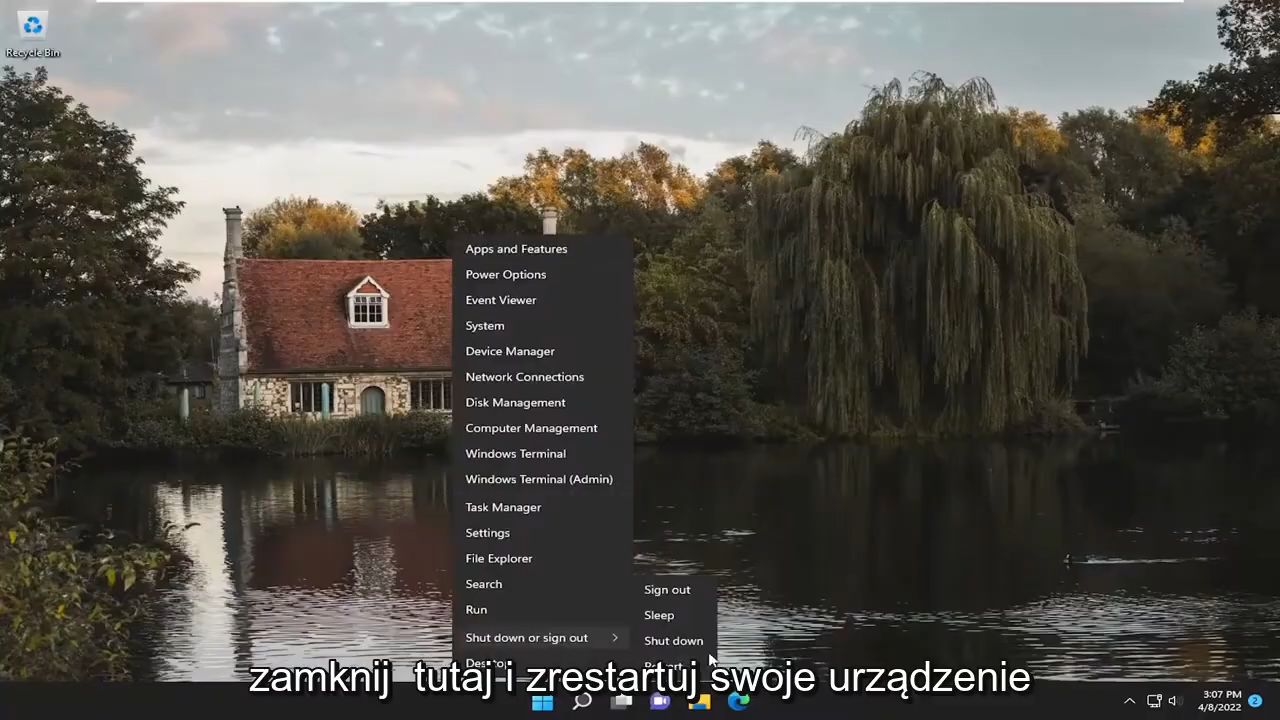 Recycle Bin
Apps and Features
Power Options
Event Viewer
System
Device Manager
Network Connections
Disk Management
Computer Management
Windows Terminal
Windows Terminal (Admin)
Task Manager
Settings
File Explorer
Search
Run
Shut down or sign out
Desktop
Sign out
Sleep
Shut down
Restart
zamknij tutaj i zrestartuj swoje urządzenie
3:07 PM
4/8/2022
2